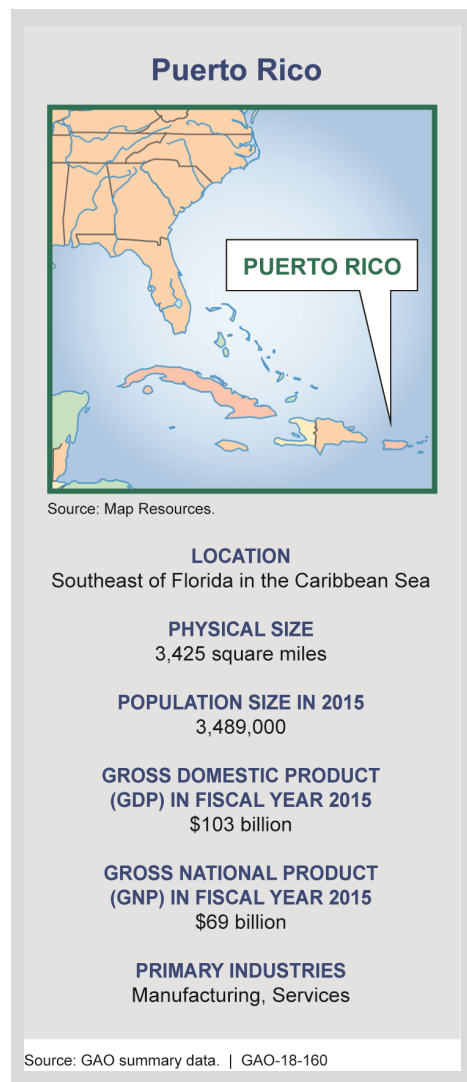 Puerto Rico
PUERTO RICO
Source: Map Resources.
LOCATION
Southeast of Florida in the Caribbean Sea
PHYSICAL SIZE
3,425 square miles
POPULATION SIZE IN 2015
3,489,000
GROSS DOMESTIC PRODUCT
(GDP) IN FISCAL YEAR 2015
$103 billion
GROSS NATIONAL PRODUCT
(GNP) IN FISCAL YEAR 2015
$69 billion
PRIMARY INDUSTRIES
Manufacturing, Services
Source: GAO summary data. | GAO-18-160